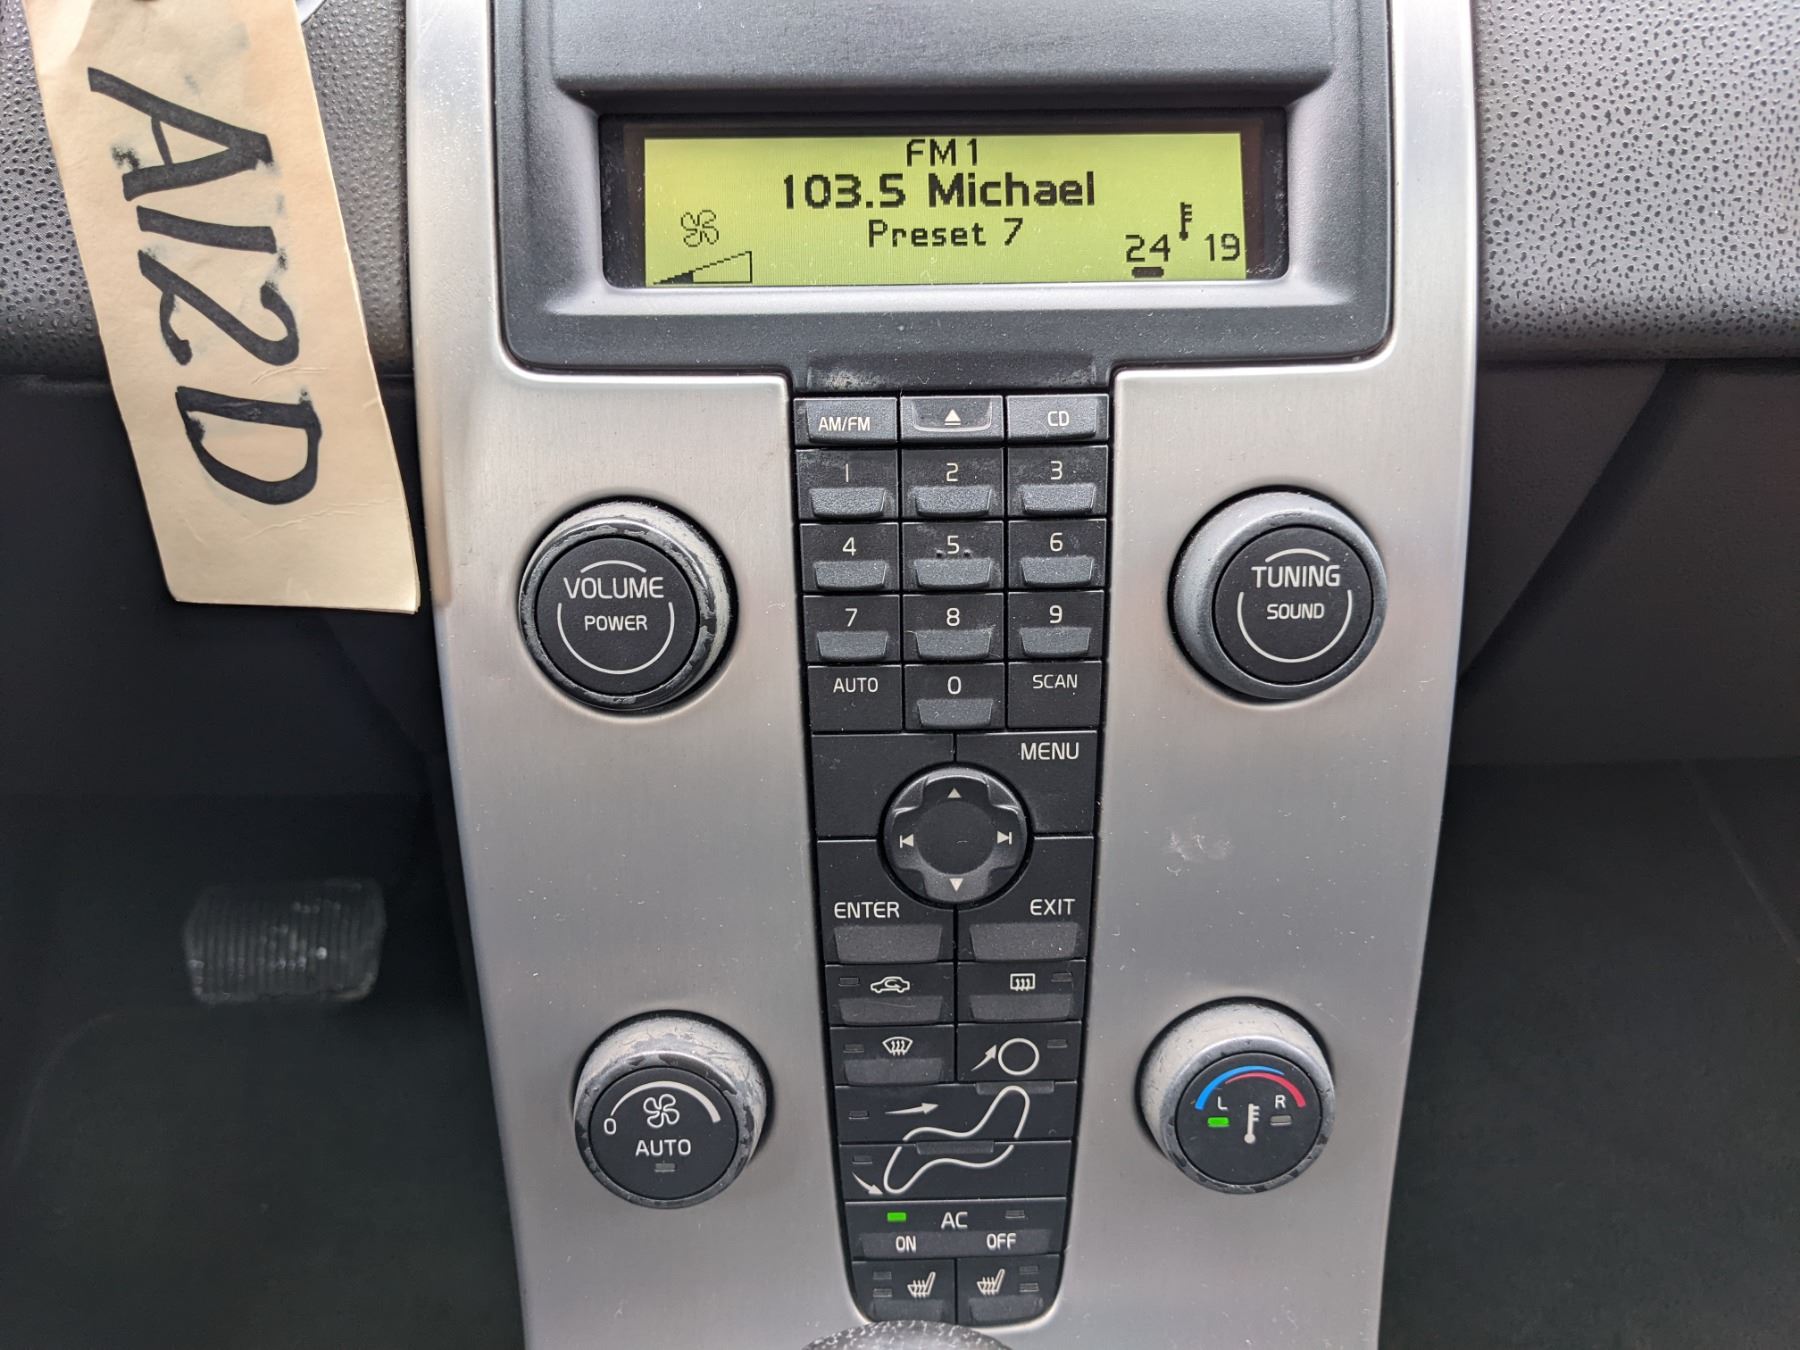 A12D
FM1
103.5 Michael
Preset 7
24 19
AM/FM CD
1 2 3
4 5 6
7 8 9
AUTO 0 SCAN
VOLUME
POWER
TUNING
SOUND
MENU
ENTER EXIT
0
AUTO
L R
AC
ON OFF